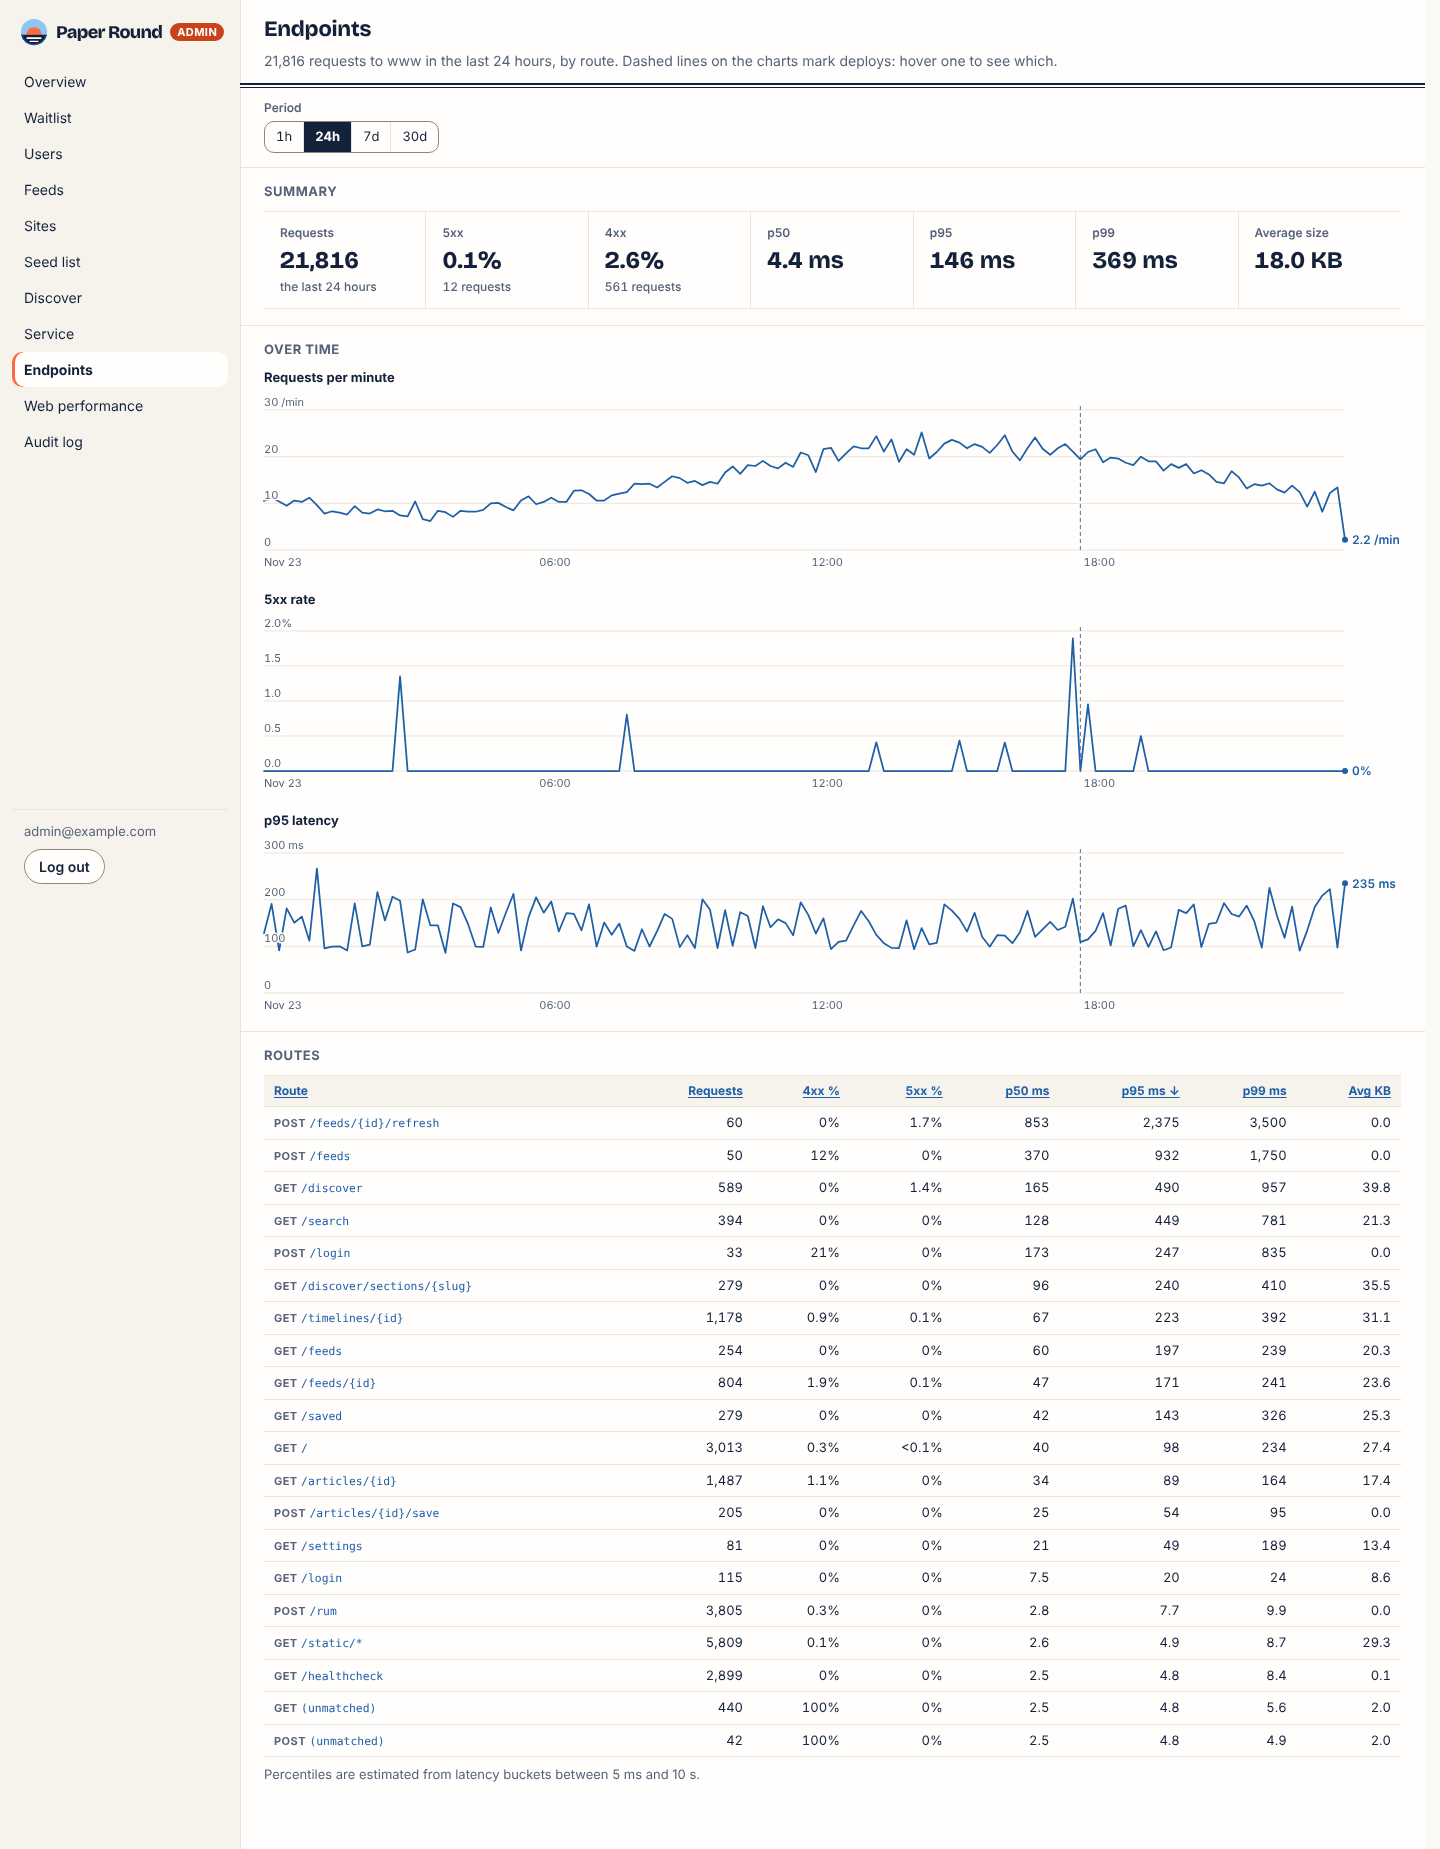 Paper Round ADMIN
Overview
Waitlist
Users
Feeds
Sites
Seed list
Discover
Service
Endpoints
Web performance
Audit log
admin@example.com
Log out
Endpoints
21,816 requests to www in the last 24 hours, by route. Dashed lines on the charts mark deploys: hover one to see which.
Period
1h 24h 7d 30d
SUMMARY
Requests 5xx 4xx p50 p95 p99 Average size
21,816 0.1% 2.6% 4.4 ms 146 ms 369 ms 18.0 KB
the last 24 hours 12 requests 561 requests
OVER TIME
Requests per minute
30 /min
20
10
0
2.2 /min
Nov 23 06:00 12:00 18:00
5xx rate
2.0%
1.5
1.0
0.5
0.0
0%
Nov 23 06:00 12:00 18:00
p95 latency
300 ms
235 ms
200
100
0
Nov 23 06:00 12:00 18:00
ROUTES
Route Requests 4xx % 5xx % p50 ms p95 ms ↓ p99 ms Avg KB
POST /feeds/{id}/refresh 60 0% 1.7% 853 2,375 3,500 0.0
POST /feeds 50 12% 0% 370 932 1,750 0.0
GET /discover 589 0% 1.4% 165 490 957 39.8
GET /search 394 0% 0% 128 449 781 21.3
POST /login 33 21% 0% 173 247 835 0.0
GET /discover/sections/{slug} 279 0% 0% 96 240 410 35.5
GET /timelines/{id} 1,178 0.9% 0.1% 67 223 392 31.1
GET /feeds 254 0% 0% 60 197 239 20.3
GET /feeds/{id} 804 1.9% 0.1% 47 171 241 23.6
GET /saved 279 0% 0% 42 143 326 25.3
GET / 3,013 0.3% <0.1% 40 98 234 27.4
GET /articles/{id} 1,487 1.1% 0% 34 89 164 17.4
POST /articles/{id}/save 205 0% 0% 25 54 95 0.0
GET /settings 81 0% 0% 21 49 189 13.4
GET /login 115 0% 0% 7.5 20 24 8.6
POST /rum 3,805 0.3% 0% 2.8 7.7 9.9 0.0
GET /static/* 5,809 0.1% 0% 2.6 4.9 8.7 29.3
GET /healthcheck 2,899 0% 0% 2.5 4.8 8.4 0.1
GET (unmatched) 440 100% 0% 2.5 4.8 5.6 2.0
POST (unmatched) 42 100% 0% 2.5 4.8 4.9 2.0
Percentiles are estimated from latency buckets between 5 ms and 10 s.